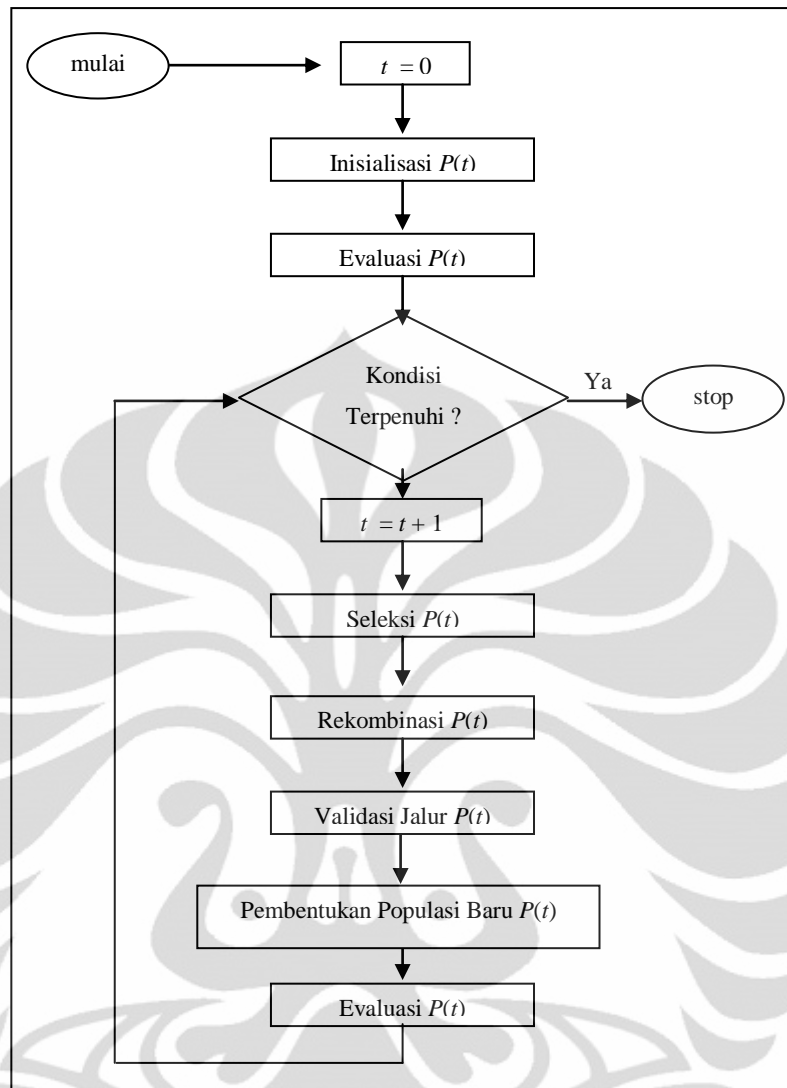 mulai
t = 0
Inisialisasi P(t)
Evaluasi P(t)
Kondisi
Terpenuhi ?
Ya
stop
t = t + 1
Seleksi P(t)
Rekombinasi P(t)
Validasi Jalur P(t)
Pembentukan Populasi Baru P(t)
Evaluasi P(t)